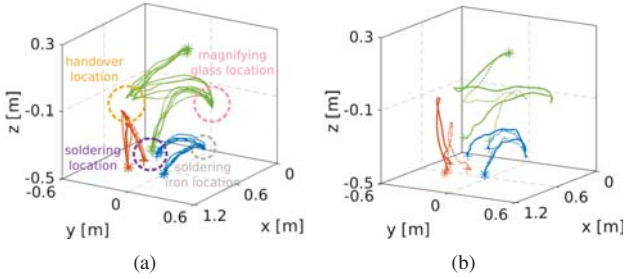 0.3
handover
location
magnifying
glass location
z [m]
-0.1
soldering
location
soldering
iron location
-0.5
-0.6
0
0.6
1.2
0.6
0
y [m]
x [m]
(a)
0.3
z [m]
-0.1
-0.5
-0.6
0
0.6
1.2
0.6
0
y [m]
x [m]
(b)